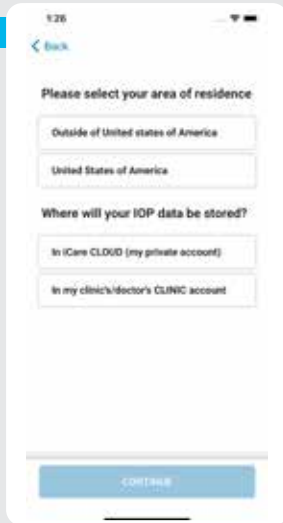 1:26
Back
Please select your area of residence
Outside of United states of America
United States of America
Where will your IOP data be stored?
In iCare CLOUD (my private account)
In my clinic's/doctor's CLINIC account
CONTINUE